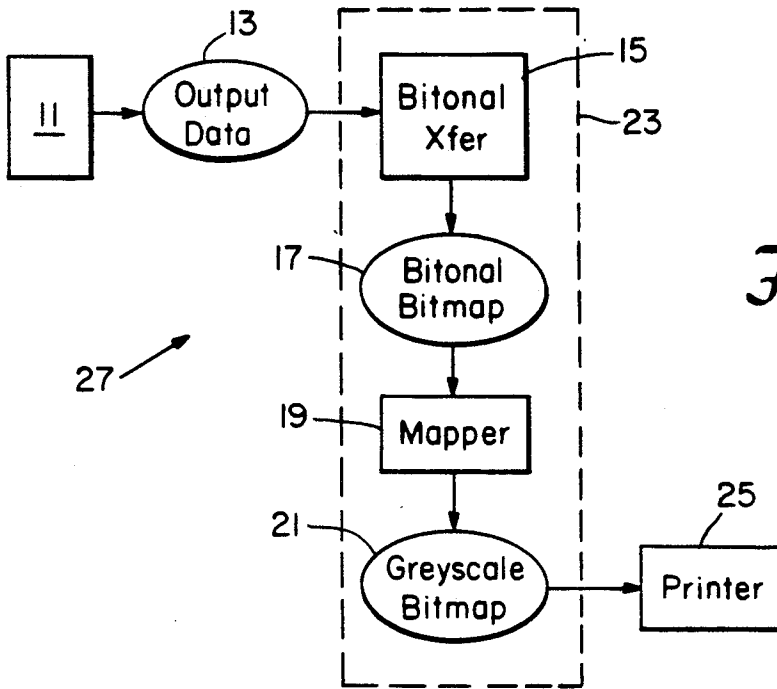 13
11
Output
Data
15
Bitonal
Xfer
23
17
Bitonal
Bitmap
27
19
Mapper
21
Greyscale
Bitmap
25
Printer
F